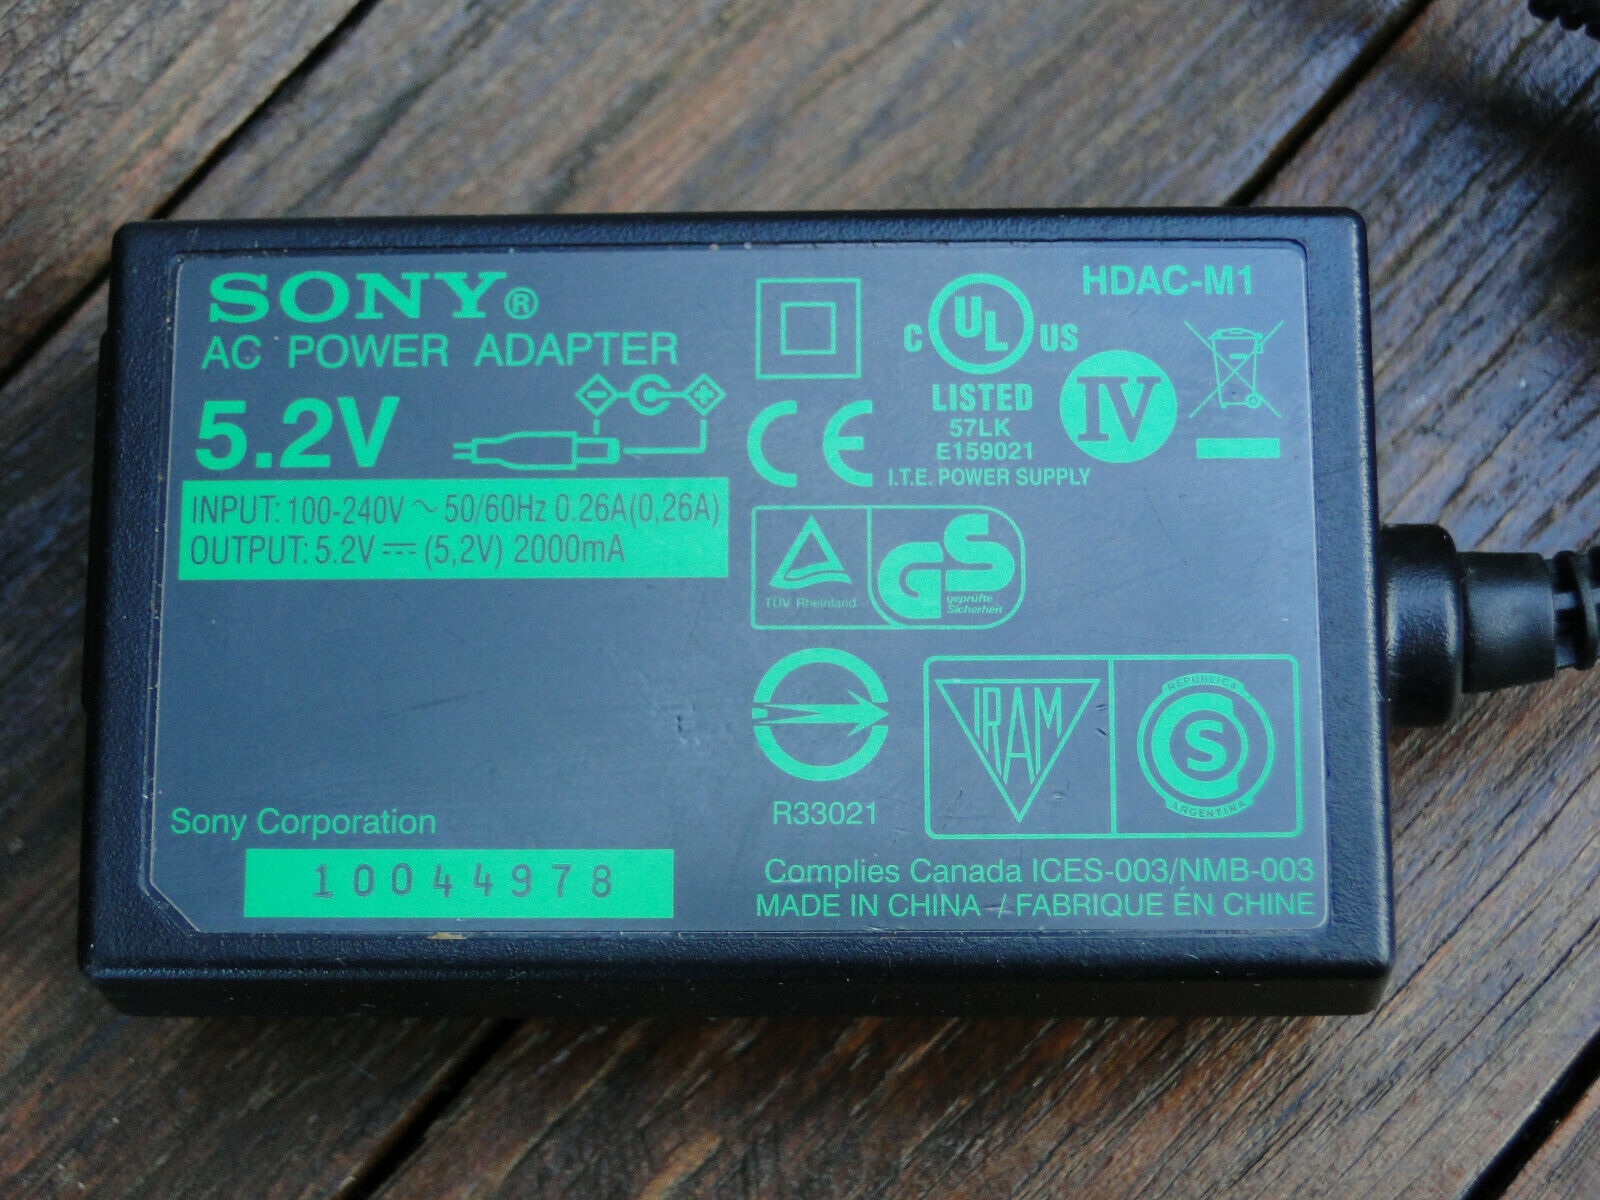 SONY®
AC POWER ADAPTER
5.2V
INPUT: 100-240V ~ 50/60Hz 0.26A(0,26A)
OUTPUT: 5.2V ⎓ (5,2V) 2000mA
Sony Corporation
10044978
HDAC-M1
C UL US
LISTED
57LK
E159021
I.T.E. POWER SUPPLY
IV
CE
TÜV Rheinland
GS
geprüfte
Sicherheit
R33021
IRAM
REPUBLICA
S
ARGENTINA
Complies Canada ICES-003/NMB-003
MADE IN CHINA / FABRIQUE ÉN CHINE